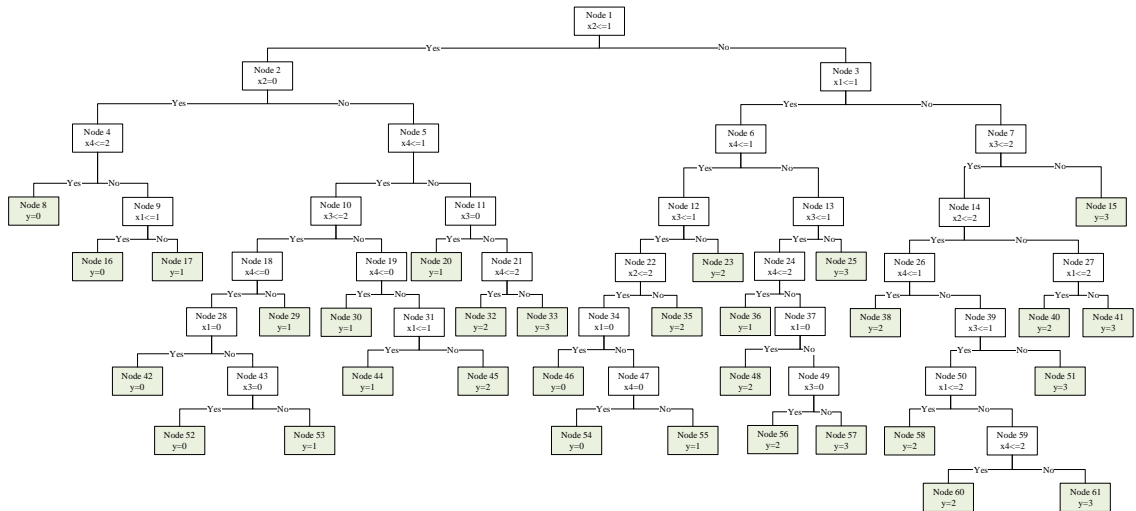 Node 1
x2<=1
Yes
No
Node 2
x2=0
Node 3
x1<=1
Yes
No
Yes
No
Node 4
x4<=2
Node 5
x4<=1
Node 6
x4<=1
Node 7
x3<=2
Yes
No
Yes
No
Yes
No
Yes
No
Node 8
y=0
Node 9
x1<=1
Node 10
x3<=2
Node 11
x3=0
Node 12
x3<=1
Node 13
x3<=1
Node 14
x2<=2
Node 15
y=3
Yes
No
Yes
No
Yes
No
Yes
No
Yes
No
Yes
No
Node 16
y=0
Node 17
y=1
Node 18
x4<=0
Node 19
x4<=0
Node 20
y=1
Node 21
x4<=2
Node 22
x2<=2
Node 23
y=2
Node 24
x4<=2
Node 25
y=3
Node 26
x4<=1
Node 27
x1<=2
Yes
No
Yes
No
Yes
No
Yes
No
Yes
No
Yes
No
Yes
No
Node 28
x1=0
Node 29
y=1
Node 30
y=1
Node 31
x1<=1
Node 32
y=2
Node 33
y=3
Node 34
x1=0
Node 35
y=2
Node 36
y=1
Node 37
x1=0
Node 38
y=2
Node 39
x3<=1
Node 40
y=2
Node 41
y=3
Yes
No
Yes
No
Yes
No
Yes
No
Yes
No
Node 42
y=0
Node 43
x3=0
Node 44
y=1
Node 45
y=2
Node 46
y=0
Node 47
x4=0
Node 48
y=2
Node 49
x3=0
Node 50
x1<=2
Node 51
y=3
Yes
No
Yes
No
Yes
No
Yes
No
Node 52
y=0
Node 53
y=1
Node 54
y=0
Node 55
y=1
Node 56
y=2
Node 57
y=3
Node 58
y=2
Node 59
x4<=2
Yes
No
Node 60
y=2
Node 61
y=3